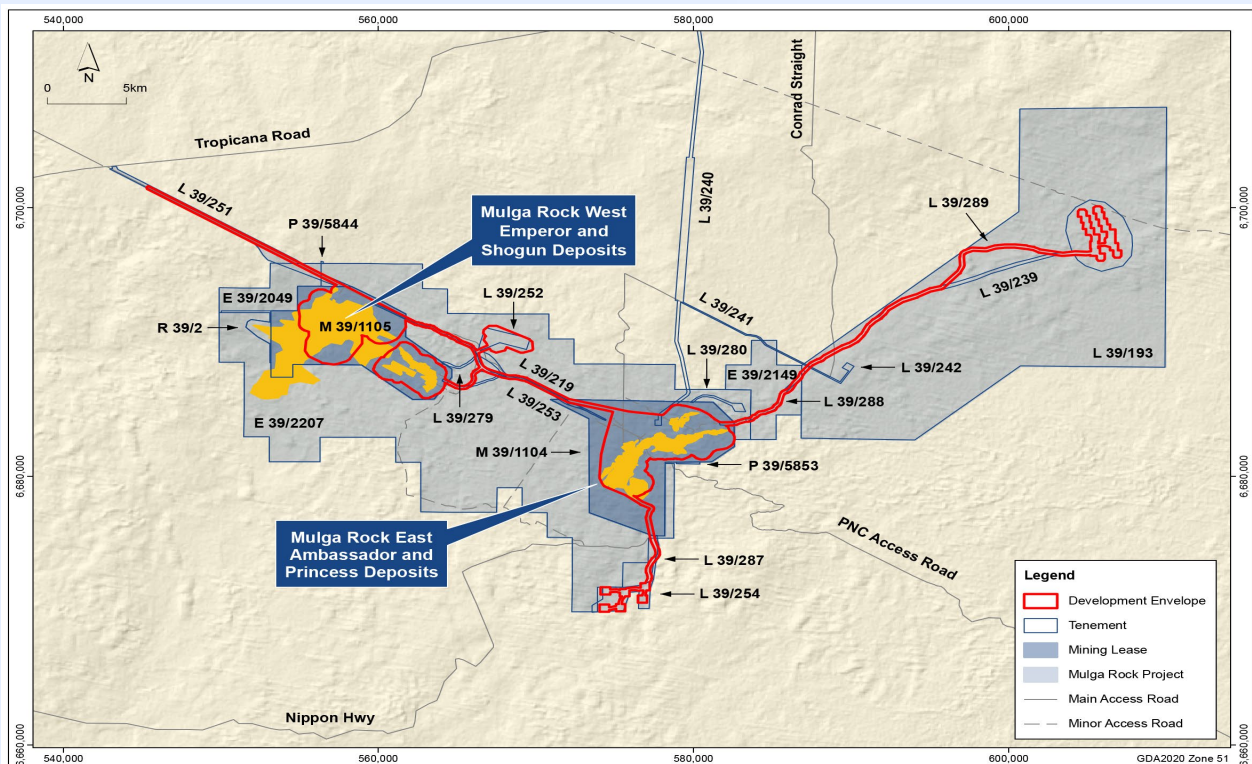 540,000
560,000
580,000
600,000
N
0
5km
Tropicana Road
Conrad Straight
L 39/251
L 39/240
6,700,000
6,700,000
P 39/5844
Mulga Rock West
Emperor and
Shogun Deposits
L 39/289
L 39/239
E 39/2049
L 39/252
R 39/2
M 39/1105
L 39/241
L 39/280
L 39/193
E 39/2149
L 39/242
L 39/219
L 39/288
L 39/279
L 39/253
E 39/2207
M 39/1104
P 39/5853
6,680,000
6,680,000
Mulga Rock East
Ambassador and
Princess Deposits
PNC Access Road
L 39/287
L 39/254
Legend
Development Envelope
Tenement
Mining Lease
Mulga Rock Project
Main Access Road
Minor Access Road
Nippon Hwy
6,660,000
6,660,000
540,000
560,000
580,000
600,000
GDA2020 Zone 51